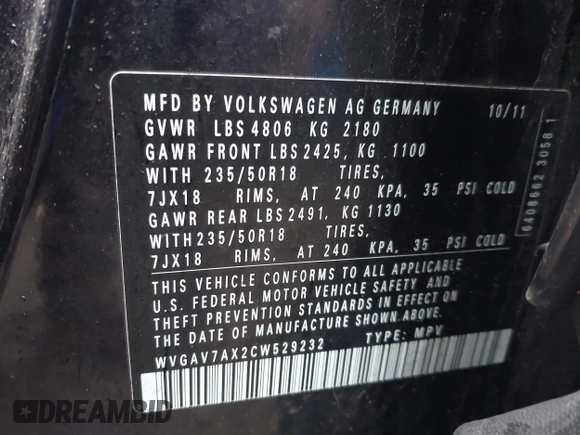 MFD BY VOLKSWAGEN AG GERMANY 10/11
GVWR LBS 4806 KG 2180
GAWR FRONT LBS 2425, KG 1100
WITH 235/50R18 TIRES,
7JX18 RIMS, AT 240 KPA, 35 PSI COLD
GAWR REAR LBS 2491, KG 1130
WITH 235/50R18 TIRES,
7JX18 RIMS, AT 240 KPA, 35 PSI COLD
THIS VEHICLE CONFORMS TO ALL APPLICABLE
U.S. FEDERAL MOTOR VEHICLE SAFETY AND
THEFT PREVENTION STANDARDS IN EFFECT ON
THE DATE OF MANUFACTURE SHOWN ABOVE.
WVGAV7AX2CW529232 TYPE: MPV
6408662 3058 1
DREAMBID